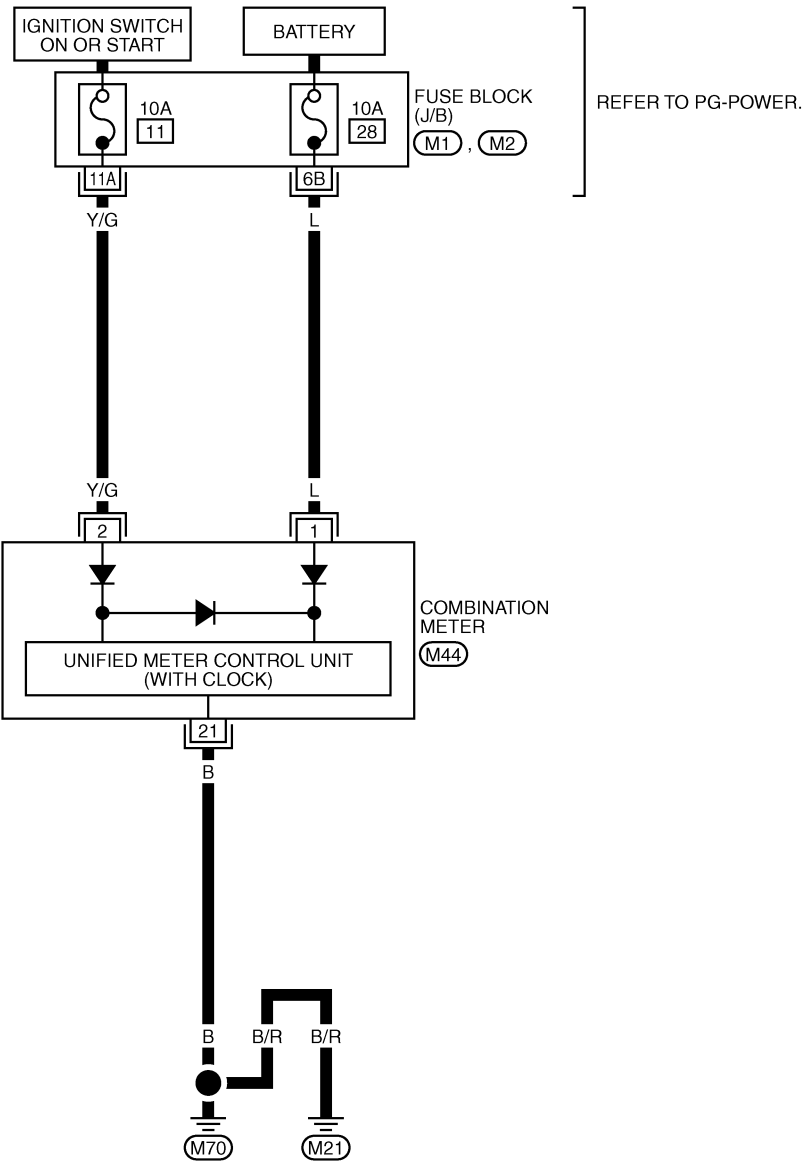 IGNITION SWITCH
ON OR START
BATTERY
10A
11
10A
28
FUSE BLOCK
(J/B)
M1 , M2
REFER TO PG-POWER.
11A
6B
Y/G
L
Y/G
L
2
1
COMBINATION
METER
M44
UNIFIED METER CONTROL UNIT
(WITH CLOCK)
21
B
B
B/R
B/R
M70
M21